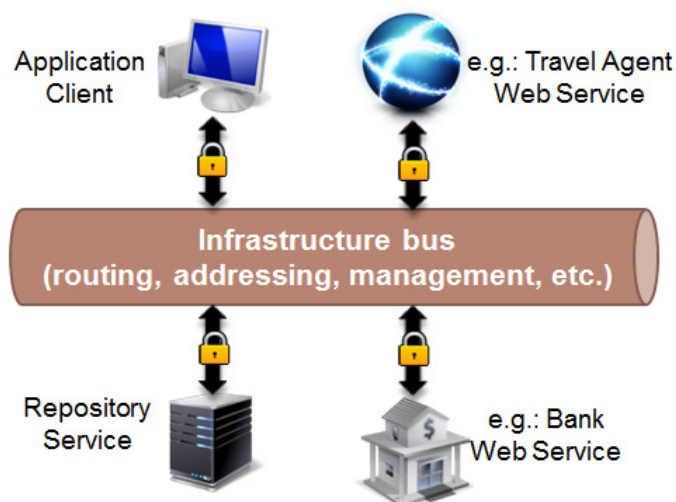 Application
Client
e.g.: Travel Agent
Web Service
Infrastructure bus
(routing, addressing, management, etc.)
Repository
Service
$
e.g.: Bank
Web Service